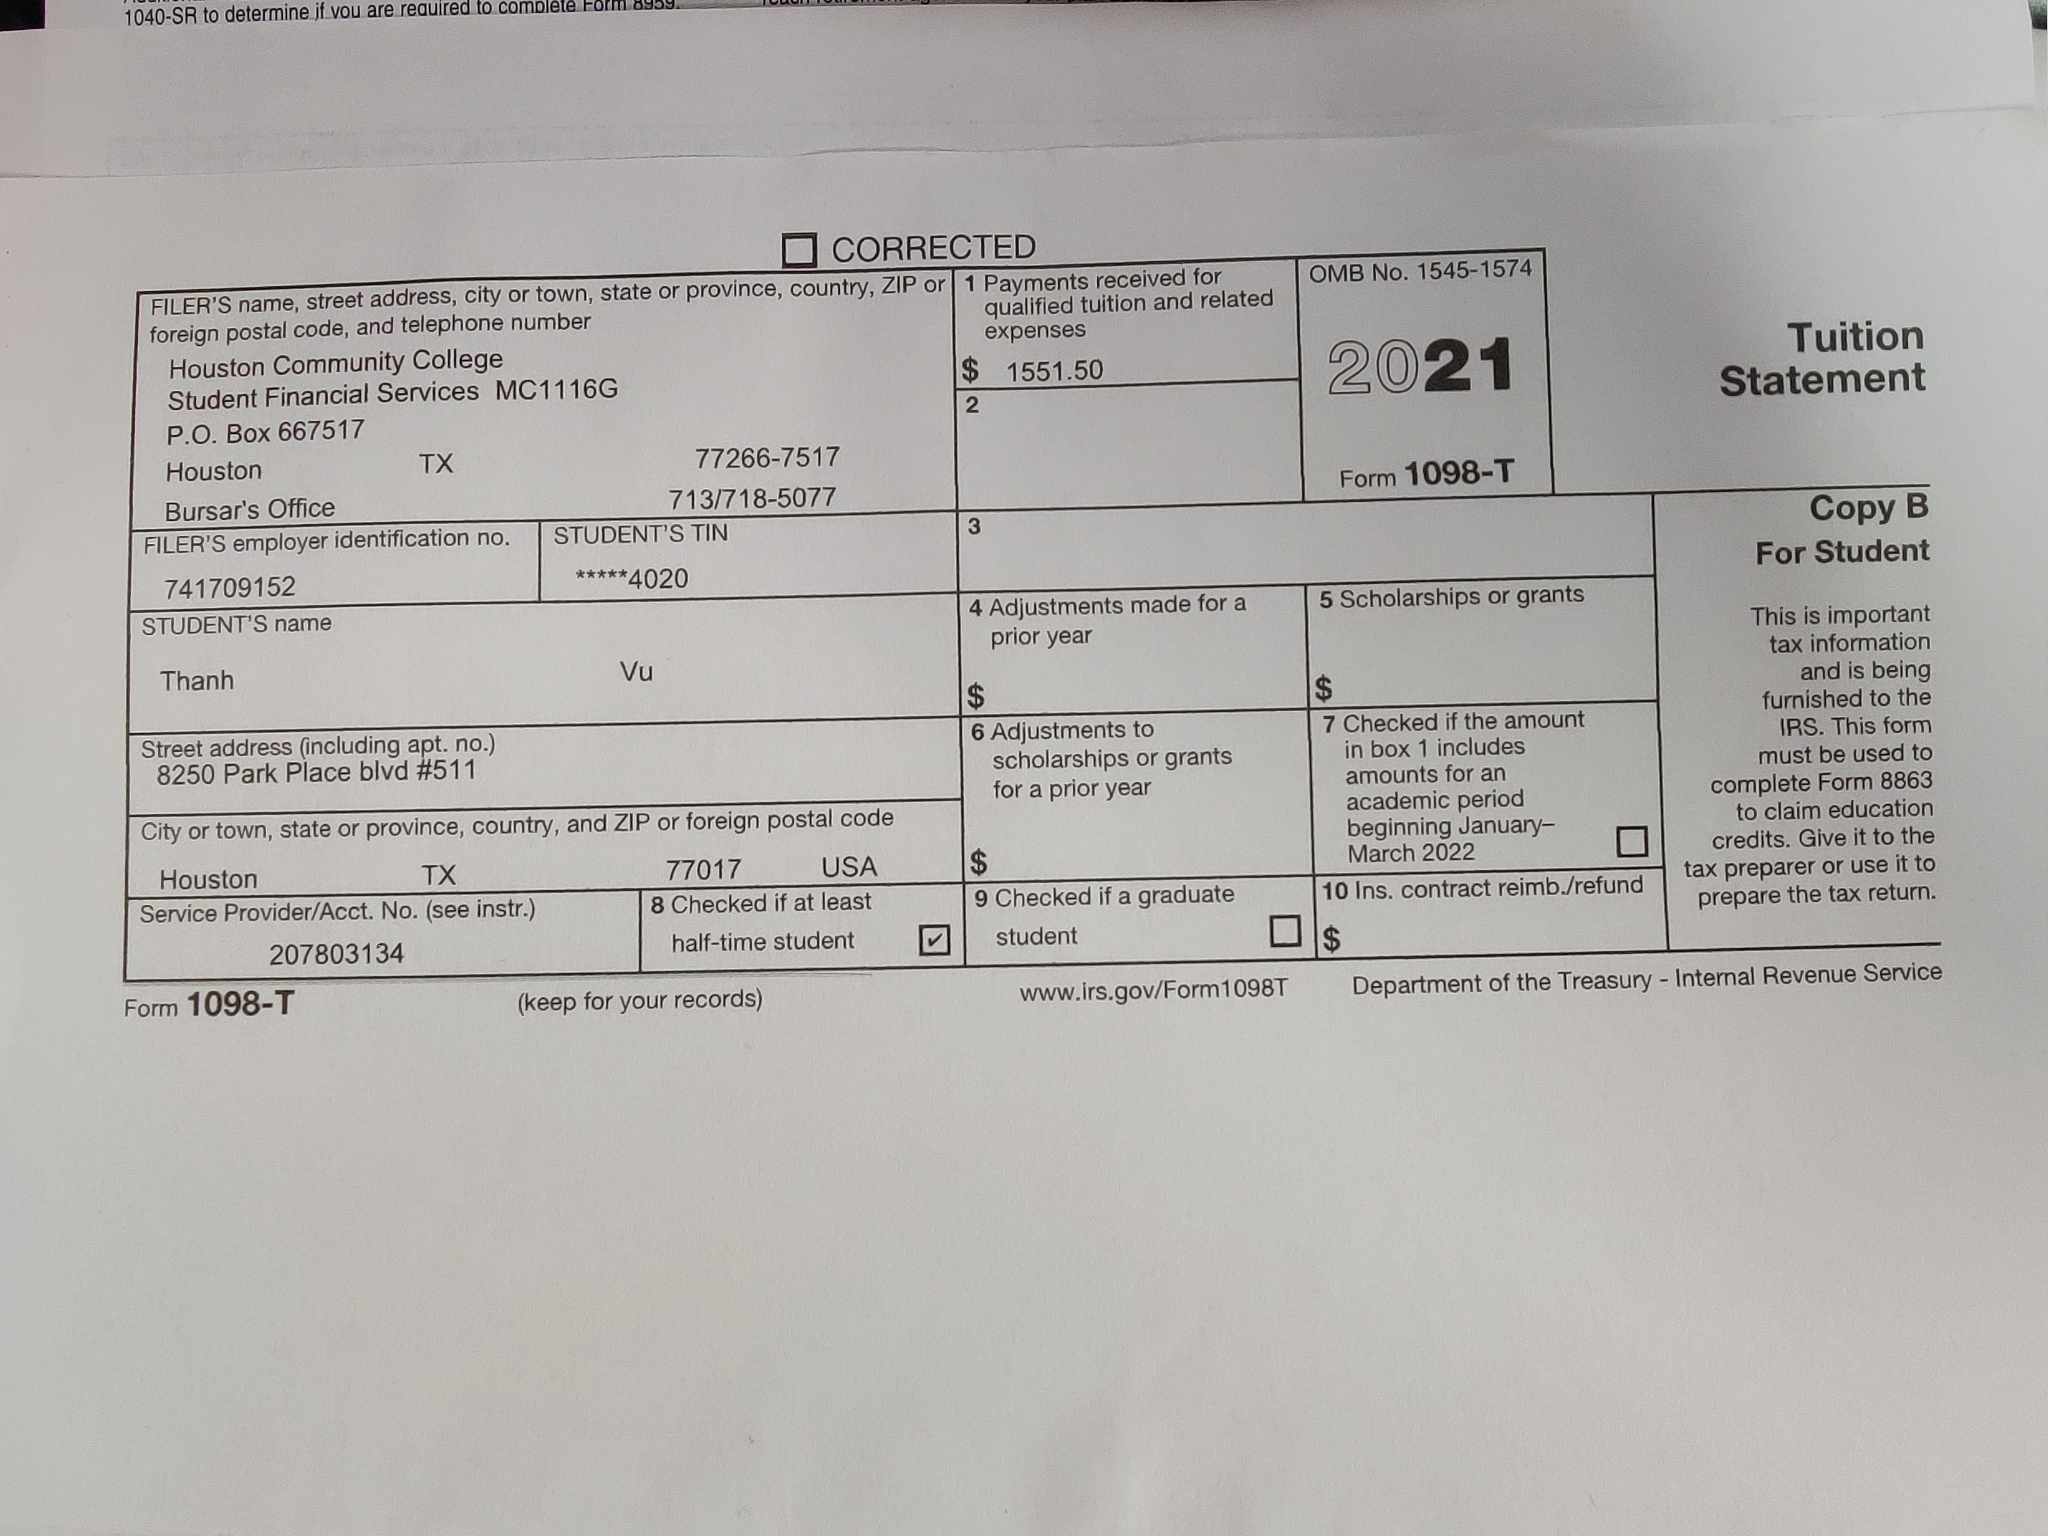 1040-SR to determine if you are required to complete Form 8959.
CORRECTED
FILER'S name, street address, city or town, state or province, country, ZIP or
foreign postal code, and telephone number
Houston Community College
Student Financial Services MC1116G
P.O. Box 667517
Houston TX 77266-7517
Bursar's Office 713/718-5077
1 Payments received for
qualified tuition and related
expenses
$ 1551.50
2
OMB No. 1545-1574
2021
Form 1098-T
Tuition
Statement
FILER'S employer identification no.
741709152
STUDENT'S TIN
*****4020
3
Copy B
For Student
STUDENT'S name
Thanh Vu
4 Adjustments made for a
prior year
$
5 Scholarships or grants
$
This is important
tax information
and is being
furnished to the
IRS. This form
must be used to
complete Form 8863
to claim education
credits. Give it to the
tax preparer or use it to
prepare the tax return.
Street address (including apt. no.)
8250 Park Place blvd #511
6 Adjustments to
scholarships or grants
for a prior year
$
7 Checked if the amount
in box 1 includes
amounts for an
academic period
beginning January–
March 2022
City or town, state or province, country, and ZIP or foreign postal code
Houston TX 77017 USA
Service Provider/Acct. No. (see instr.)
207803134
8 Checked if at least
half-time student ✓
9 Checked if a graduate
student
10 Ins. contract reimb./refund
$
Form 1098-T (keep for your records) www.irs.gov/Form1098T Department of the Treasury - Internal Revenue Service